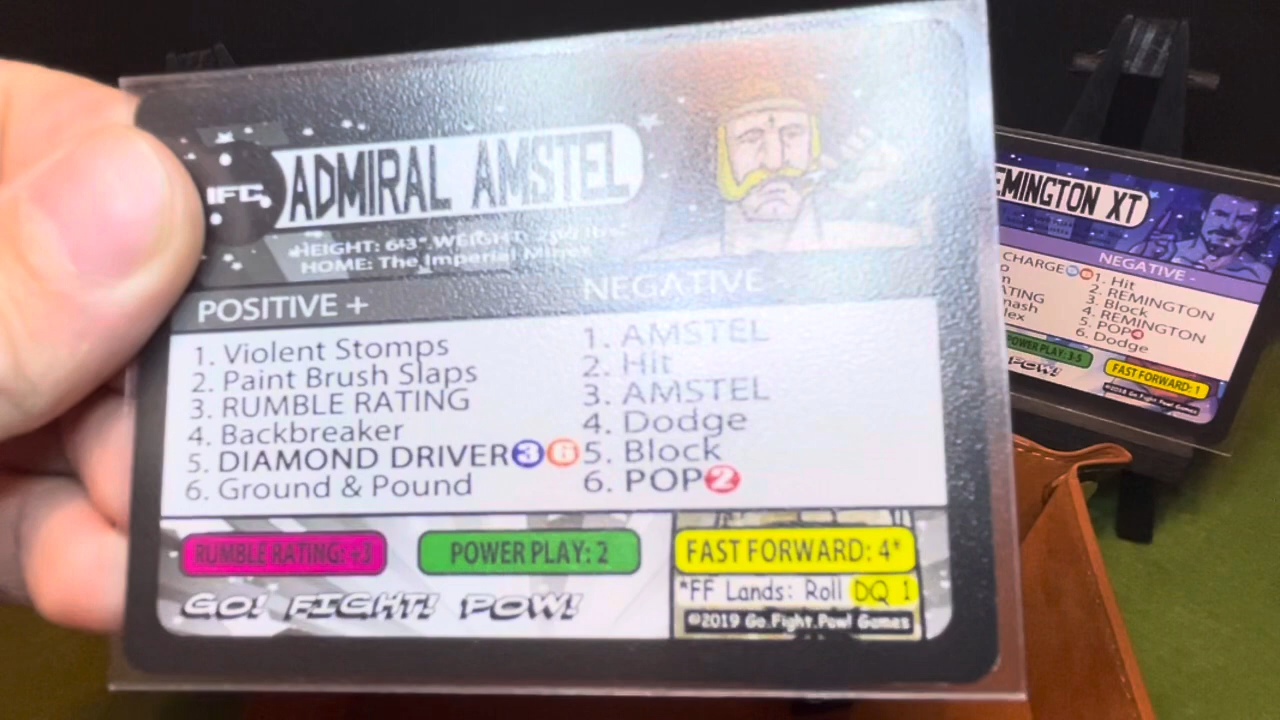 IFC
ADMIRAL AMSTEL
HEIGHT: 6'3" WEIGHT:
HOME: The Imperial
POSITIVE +
1. Violent Stomps
2. Paint Brush Slaps
3. RUMBLE RATING
4. Backbreaker
5. DIAMOND DRIVER 3 6
6. Ground & Pound
NEGATIVE
1. AMSTEL
2. Hit
3. AMSTEL
4. Dodge
5. Block
6. POP 2
RUMBLE RATING: +3
POWER PLAY: 2
FAST FORWARD: 4*
*FF Lands: Roll DQ 1
GO! FIGHT! POW!
©2019 Go.Fight.Pow! Games
EMINGTON XT
NEGATIVE -
CHARGE
ATING
1. Hit
2. REMINGTON
3. Block
4. REMINGTON
5. POP
6. Dodge
POWER PLAY: 3-5
FAST FORWARD: 1
POW!
©2018 Go.Fight.Pow! Games